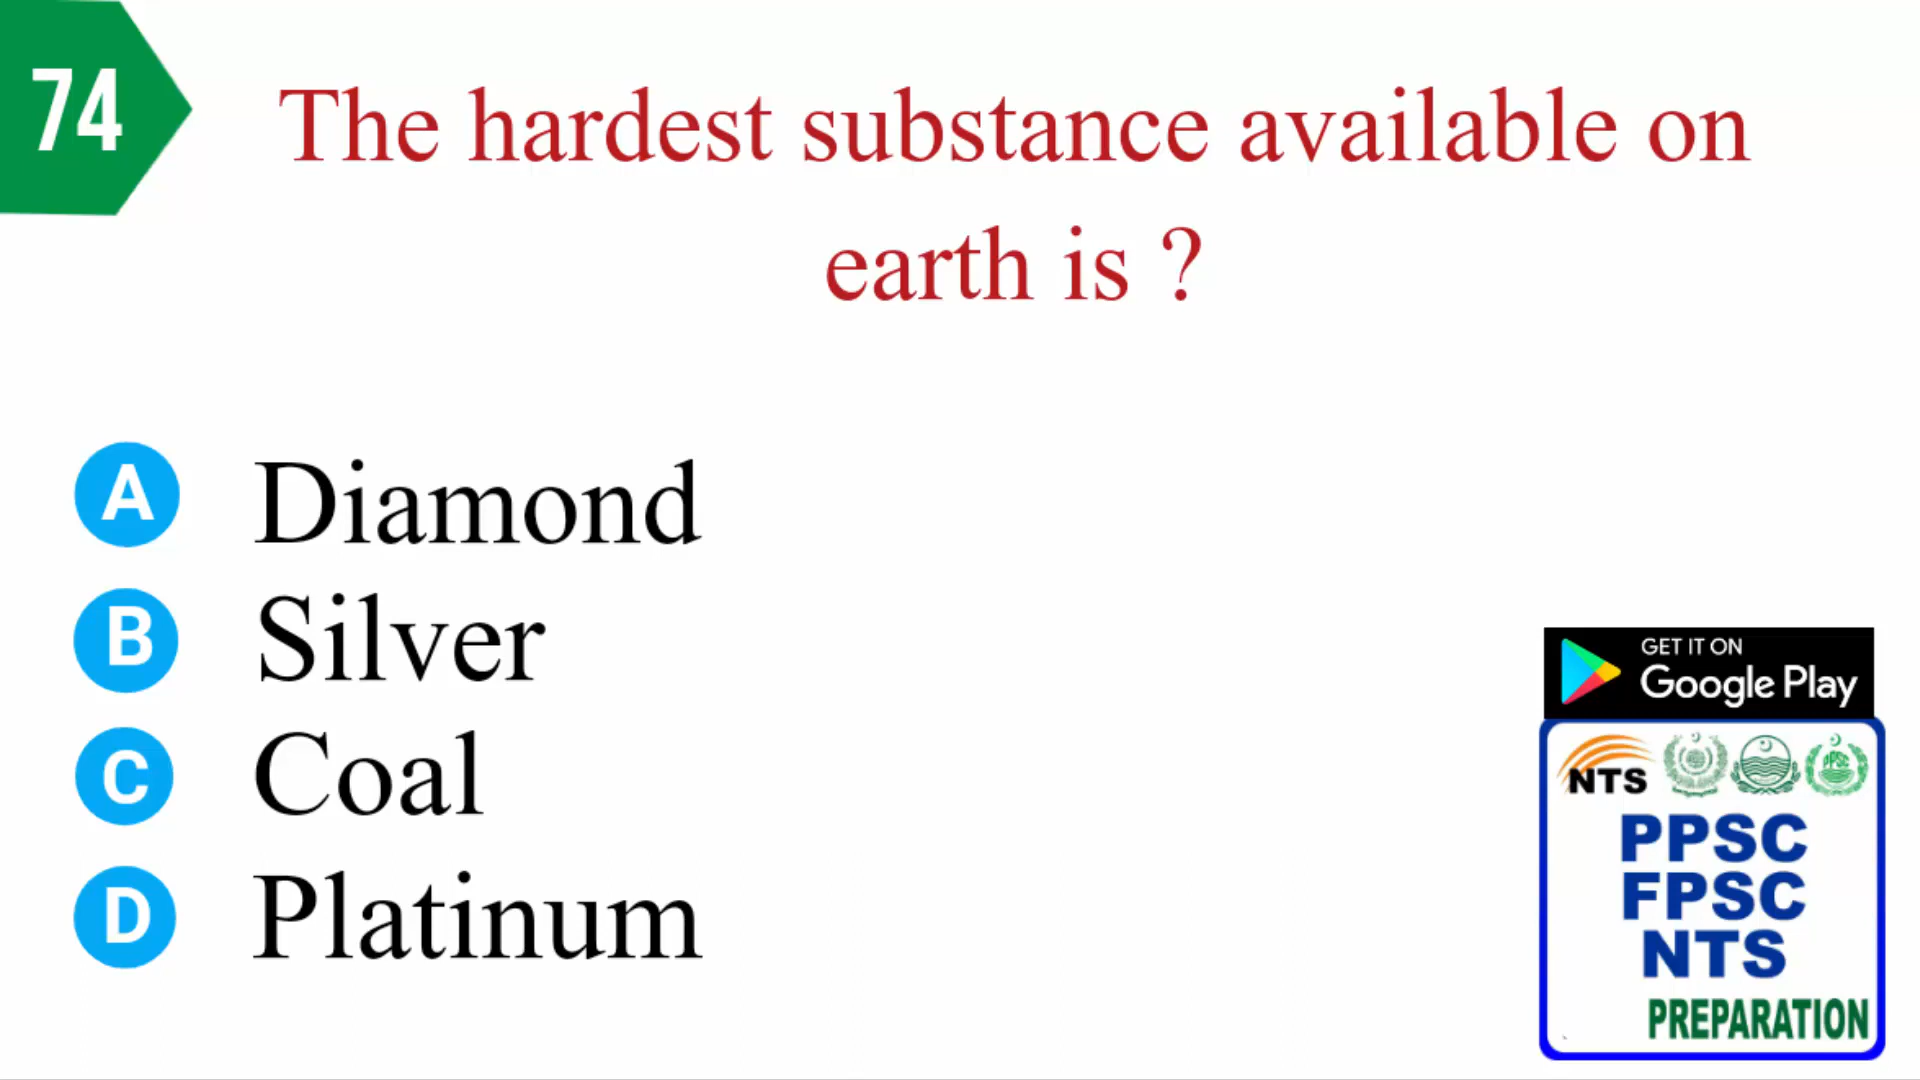 74
The hardest substance available on
earth is ?
A Diamond
B Silver
C Coal
D Platinum
GET IT ON
Google Play
NTS
PPSC
PPSC
FPSC
NTS
PREPARATION